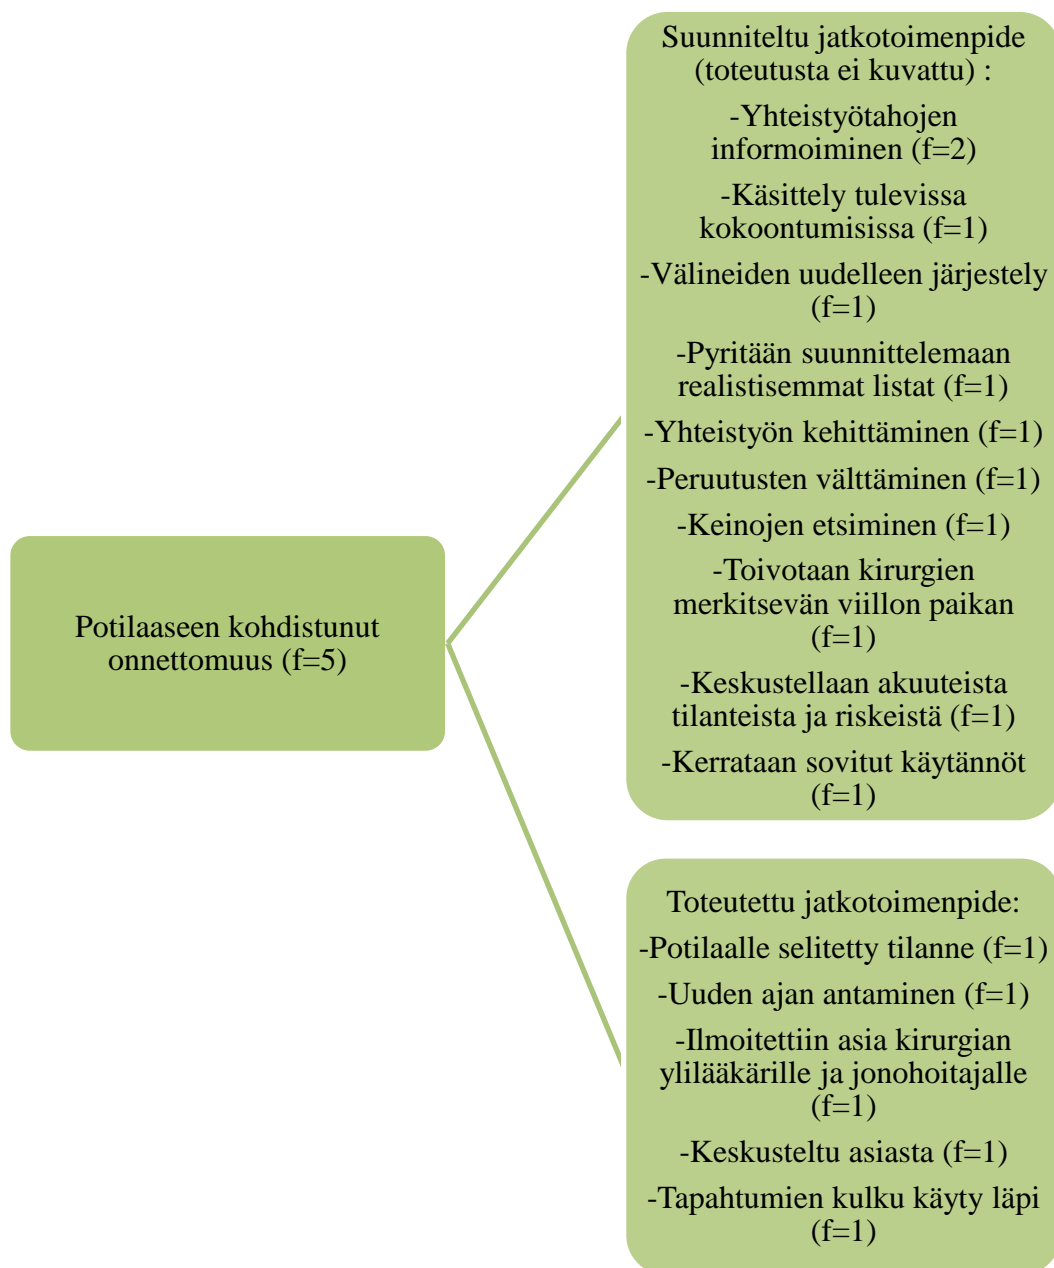 Potilaaseen kohdistunut
onnettomuus (f=5)
Suunniteltu jatkotoimenpide
(toteutusta ei kuvattu) :
-Yhteistyötahojen
informoiminen (f=2)
-Käsittely tulevissa
kokoontumisissa (f=1)
-Välineiden uudelleen järjestely
(f=1)
-Pyritään suunnittelemaan
realistisemmat listat (f=1)
-Yhteistyön kehittäminen (f=1)
-Peruutusten välttäminen (f=1)
-Keinojen etsiminen (f=1)
-Toivotaan kirurgien
merkitsevän viillon paikan
(f=1)
-Keskustellaan akuuteista
tilanteista ja riskeistä (f=1)
-Kerrataan sovitut käytännöt
(f=1)
Toteutettu jatkotoimenpide:
-Potilaalle selitetty tilanne (f=1)
-Uuden ajan antaminen (f=1)
-Ilmoitettiin asia kirurgian
ylilääkärille ja jonohoitajalle
(f=1)
-Keskusteltu asiasta (f=1)
-Tapahtumien kulku käyty läpi
(f=1)